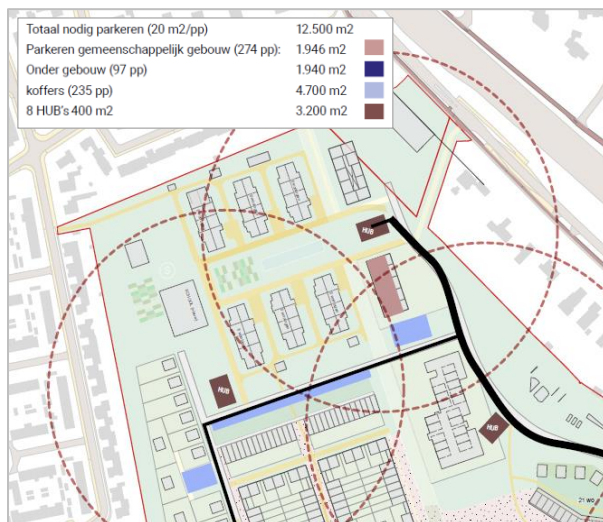 Totaal nodig parkeren (20 m2/pp) 12.500 m2
Parkeren gemeenschappelijk gebouw (274 pp): 1.946 m2
Onder gebouw (97 pp) 1.940 m2
koffers (235 pp) 4.700 m2
8 HUB's 400 m2 3.200 m2
HUB
HUB
HUB